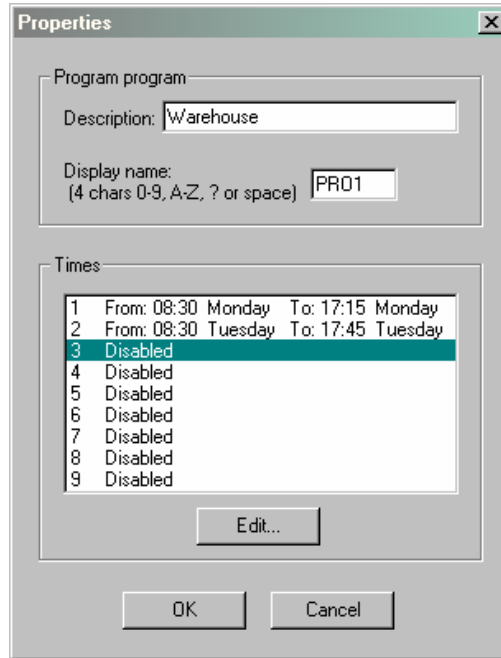 Properties
Program program
Description: Warehouse
Display name:
(4 chars 0-9, A-Z, ? or space) PRO1
Times
1 From: 08:30 Monday To: 17:15 Monday
2 From: 08:30 Tuesday To: 17:45 Tuesday
3 Disabled
4 Disabled
5 Disabled
6 Disabled
7 Disabled
8 Disabled
9 Disabled
Edit...
OK Cancel